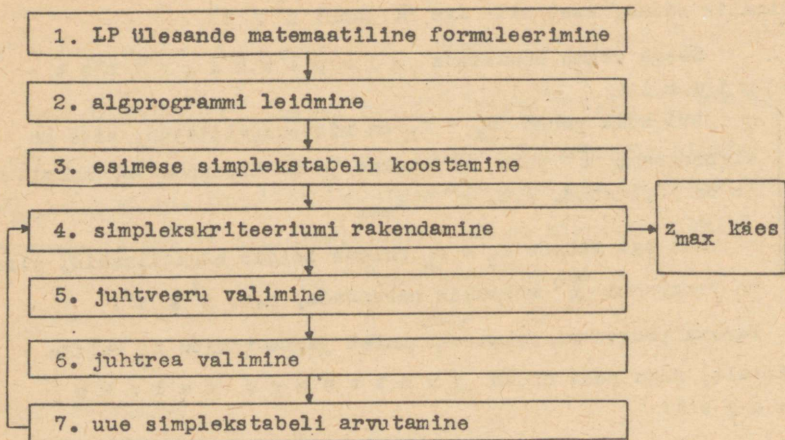 1. LP ülesande matemaatiline formuleerimine
2. algprogrammi leidmine
3. esimese simplekstabeli koostamine
4. simplekskriteeriumi rakendamine
z_max käes
5. juhtveeru valimine
6. juhtrea valimine
7. uue simplekstabeli arvutamine